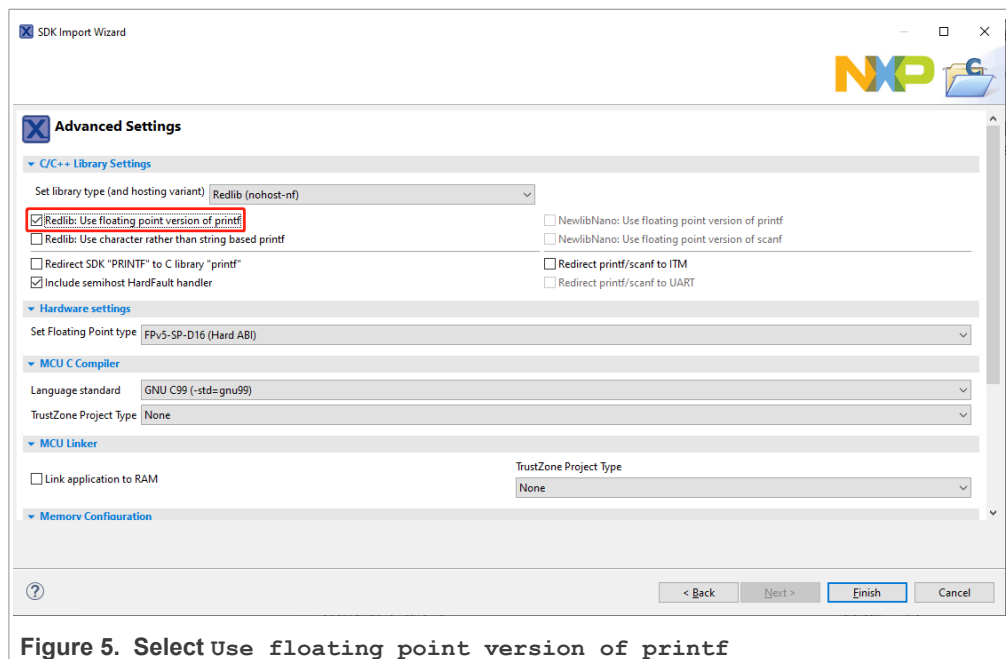 SDK Import Wizard
NXP
Advanced Settings
C/C++ Library Settings
Set library type (and hosting variant) Redlib (nohost-nf)
Redlib: Use floating point version of printf
NewlibNano: Use floating point version of printf
Redlib: Use character rather than string based printf
NewlibNano: Use floating point version of scanf
Redirect SDK "PRINTF" to C library "printf"
Redirect printf/scanf to ITM
Include semihost HardFault handler
Redirect printf/scanf to UART
Hardware settings
Set Floating Point type FPv5-SP-D16 (Hard ABI)
MCU C Compiler
Language standard GNU C99 (-std=gnu99)
TrustZone Project Type None
MCU Linker
Link application to RAM
TrustZone Project Type
None
Memory Configuration
< Back Next > Finish Cancel
Figure 5. Select Use floating point version of printf